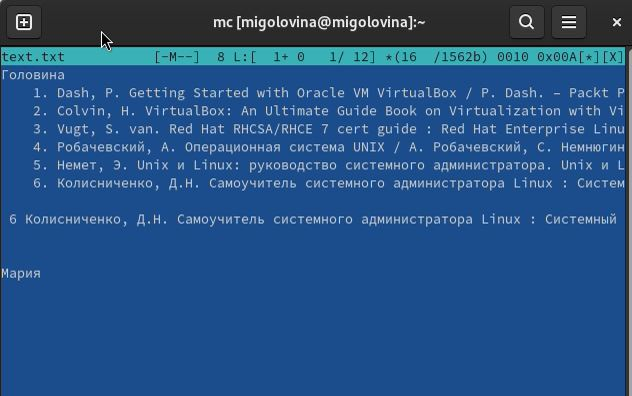 mc [migolovina@migolovina]:~
text.txt [-M--] 8 L:[ 1+ 0 1/ 12] *(16 /1562b) 0010 0x00A[*][X]
Головина
1. Dash, P. Getting Started with Oracle VM VirtualBox / P. Dash. – Packt P
2. Colvin, H. VirtualBox: An Ultimate Guide Book on Virtualization with Vi
3. Vugt, S. van. Red Hat RHCSA/RHCE 7 cert guide : Red Hat Enterprise Linu
4. Робачевский, А. Операционная система UNIX / А. Робачевский, С. Немнюгин
5. Немет, Э. Unix и Linux: руководство системного администратора. Unix и L
6. Колисниченко, Д.Н. Самоучитель системного администратора Linux : Систем
6 Колисниченко, Д.Н. Самоучитель системного администратора Linux : Системный
Мария